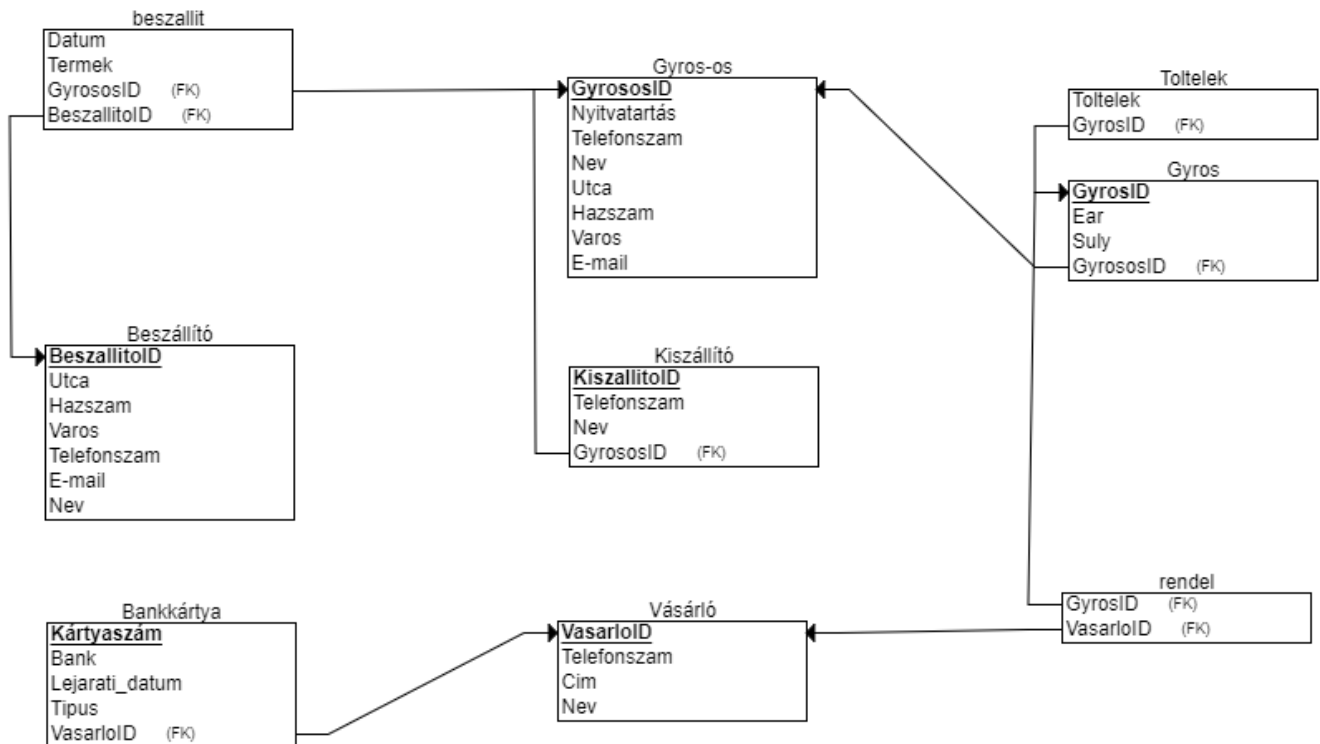 beszallit
Datum
Termek
GyrososID (FK)
BeszallitoID (FK)
Gyros-os
GyrososID
Nyitvatartás
Telefonszam
Nev
Utca
Hazszam
Varos
E-mail
Toltelek
Toltelek
GyrosID (FK)
Gyros
GyrosID
Ear
Suly
GyrososID (FK)
Beszállító
BeszallitoID
Utca
Hazszam
Varos
Telefonszam
E-mail
Nev
Kiszállító
KiszallitoID
Telefonszam
Nev
GyrososID (FK)
Bankkártya
Kártyaszám
Bank
Lejarati_datum
Tipus
VasarloID (FK)
Vásárló
VasarloID
Telefonszam
Cim
Nev
rendel
GyrosID (FK)
VasarloID (FK)